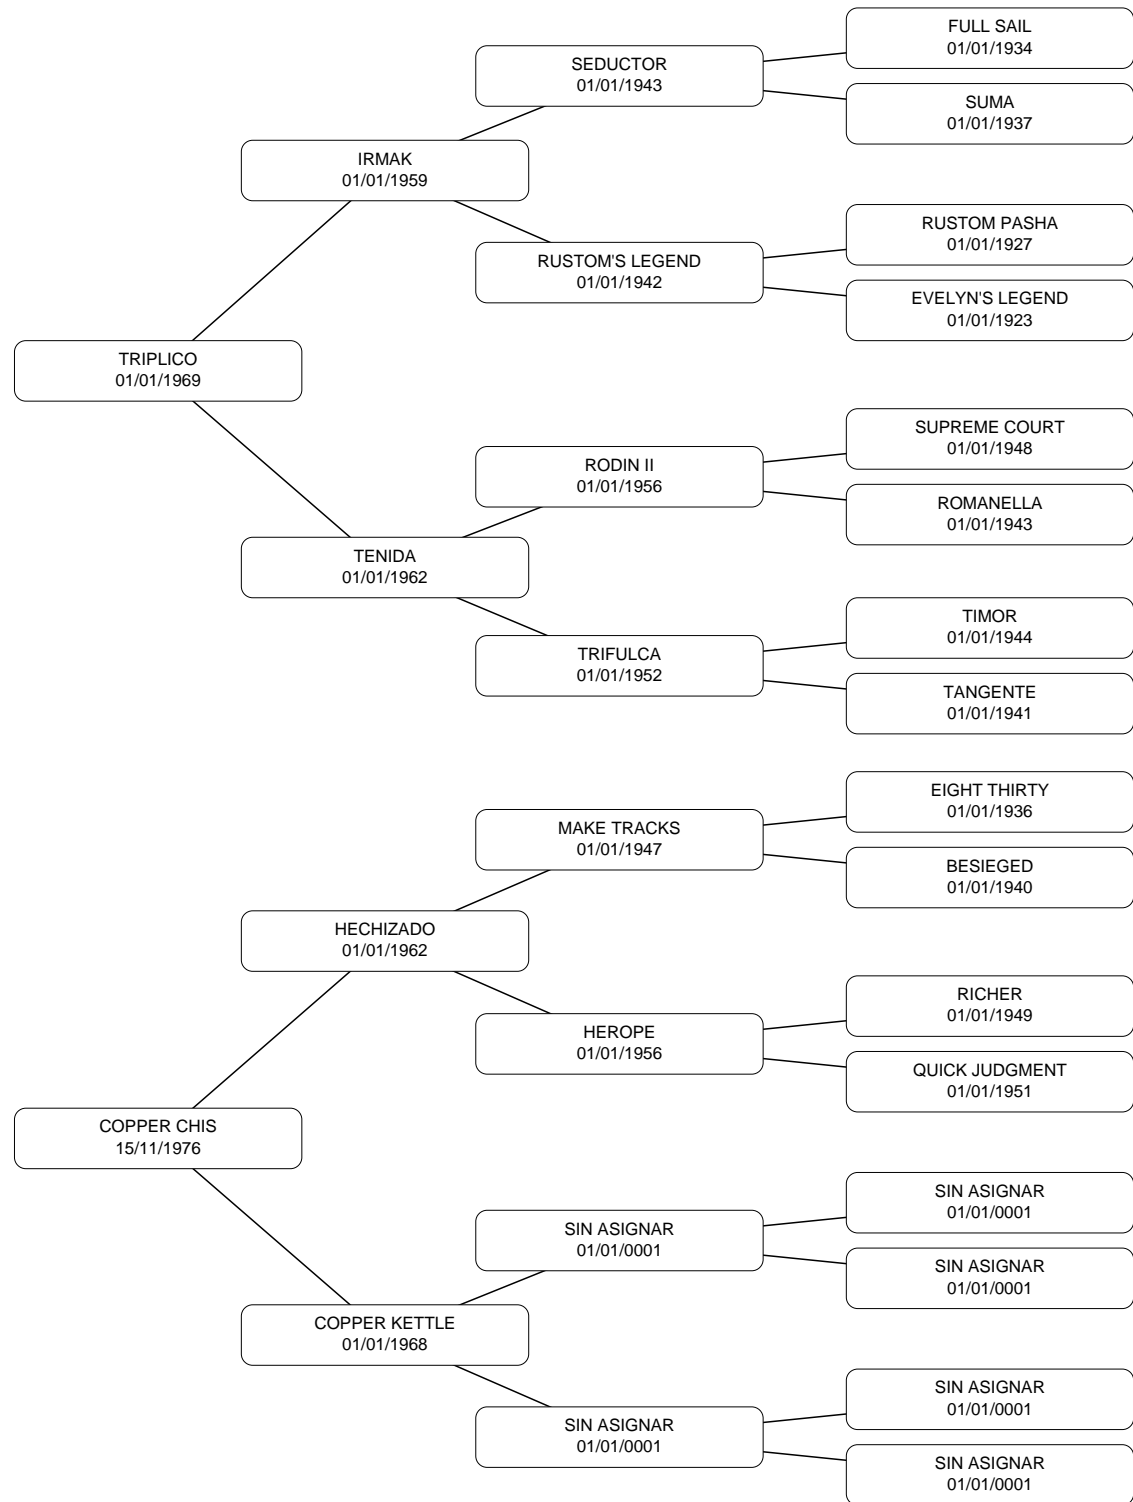 FULL SAIL
01/01/1934
SEDUCTOR
01/01/1943
SUMA
01/01/1937
IRMAK
01/01/1959
RUSTOM PASHA
01/01/1927
RUSTOM'S LEGEND
01/01/1942
EVELYN'S LEGEND
01/01/1923
TRIPLICO
01/01/1969
SUPREME COURT
01/01/1948
RODIN II
01/01/1956
ROMANELLA
01/01/1943
TENIDA
01/01/1962
TIMOR
01/01/1944
TRIFULCA
01/01/1952
TANGENTE
01/01/1941
EIGHT THIRTY
01/01/1936
MAKE TRACKS
01/01/1947
BESIEGED
01/01/1940
HECHIZADO
01/01/1962
RICHER
01/01/1949
HEROPE
01/01/1956
QUICK JUDGMENT
01/01/1951
COPPER CHIS
15/11/1976
SIN ASIGNAR
01/01/0001
SIN ASIGNAR
01/01/0001
SIN ASIGNAR
01/01/0001
COPPER KETTLE
01/01/1968
SIN ASIGNAR
01/01/0001
SIN ASIGNAR
01/01/0001
SIN ASIGNAR
01/01/0001